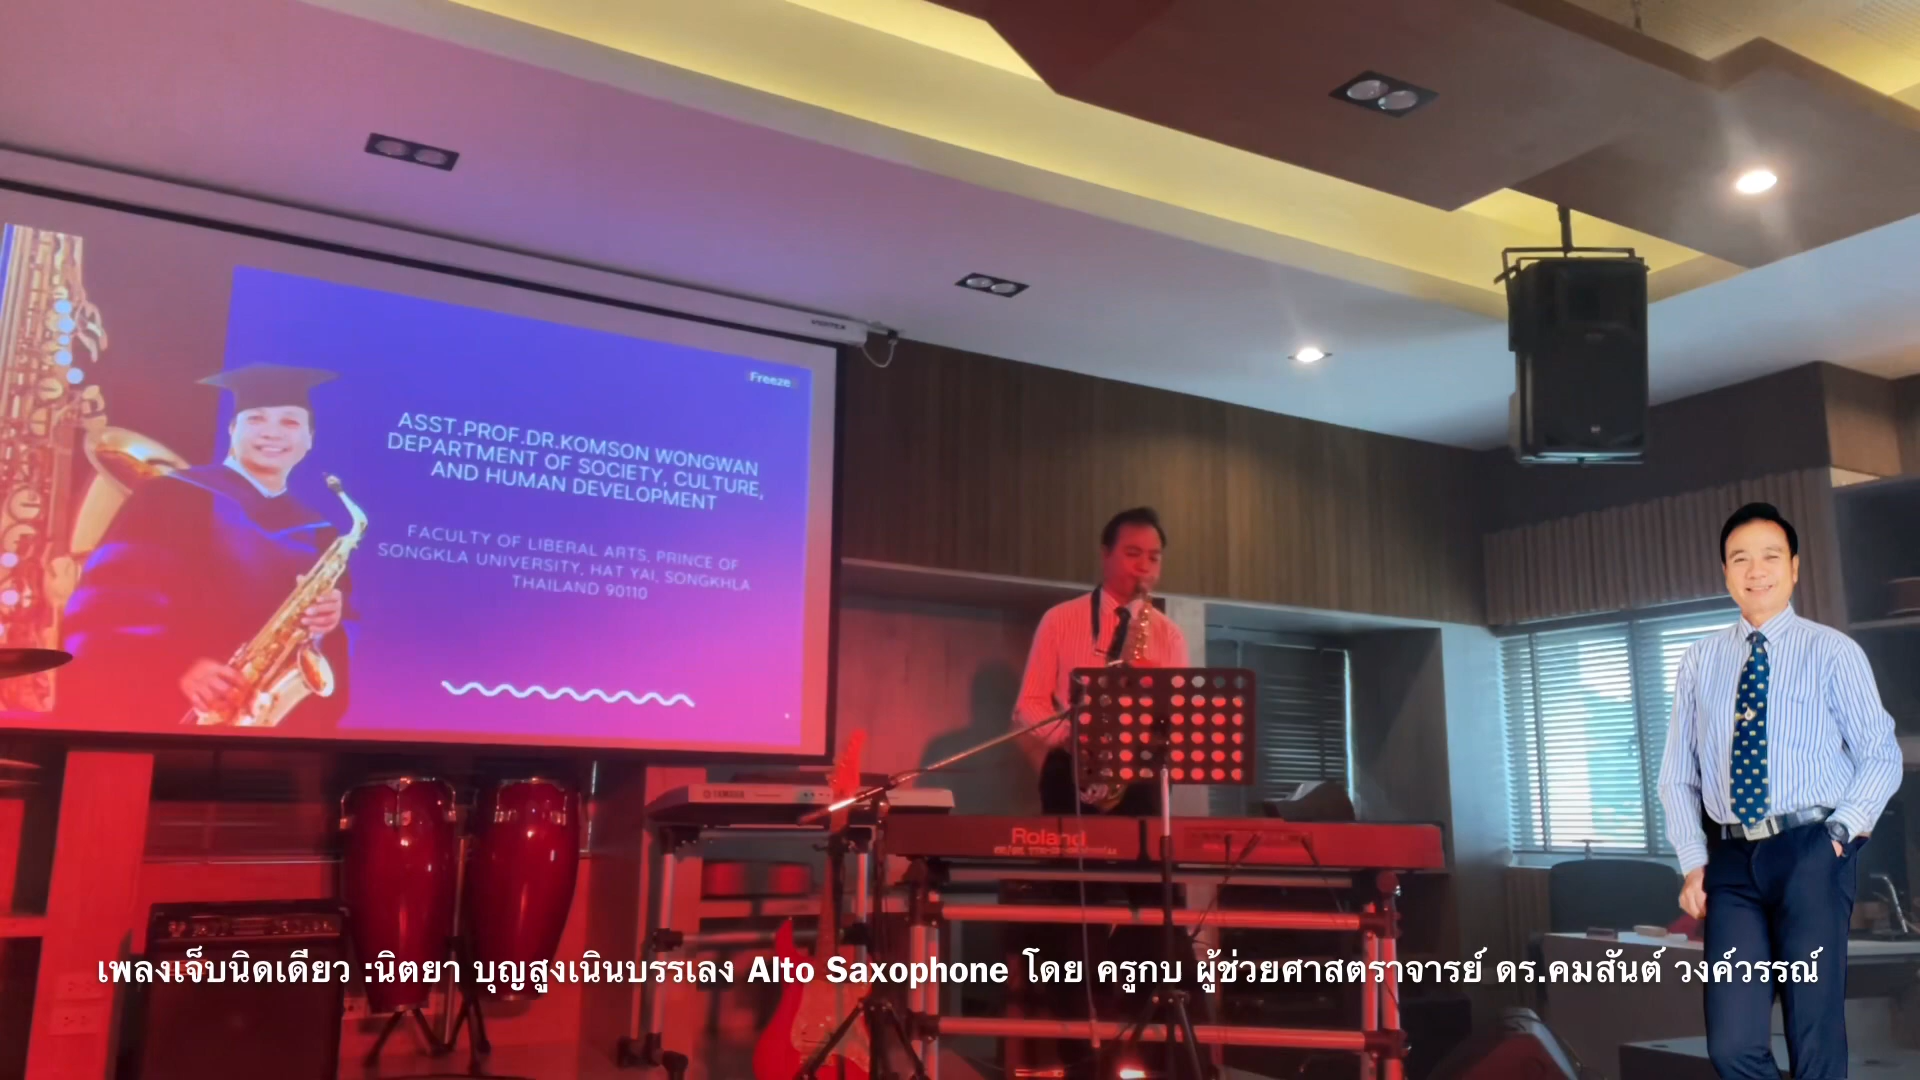 VERTEX
Freeze
ASST.PROF.DR.KOMSON WONGWAN
DEPARTMENT OF SOCIETY, CULTURE,
AND HUMAN DEVELOPMENT
FACULTY OF LIBERAL ARTS, PRINCE OF
SONGKLA UNIVERSITY, HAT YAI, SONGKHLA
THAILAND 90110
YAMAHA
Roland
เพลงเจ็บนิดเดียว :นิตยา บุญสูงเนินบรรเลง Alto Saxophone โดย ครูกบ ผู้ช่วยศาสตราจารย์ ดร.คมสันต์ วงค์วรรณ์